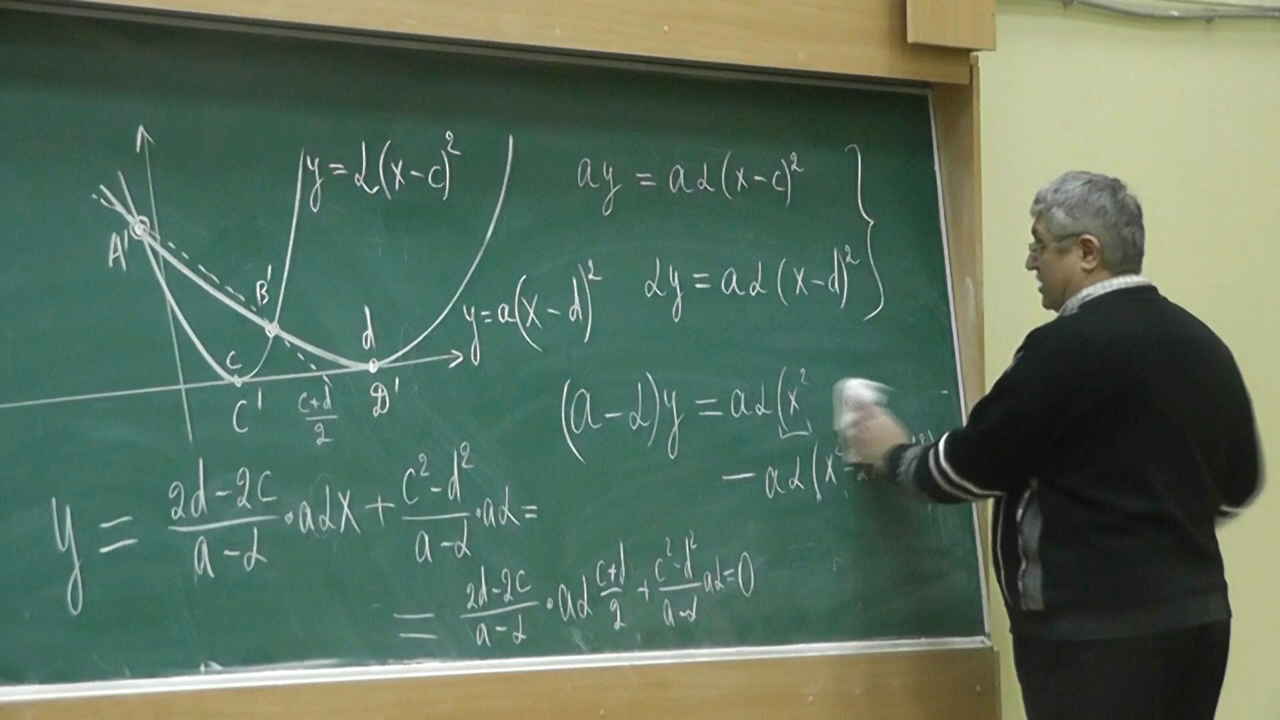 y=α(x-c)²
A'
B'
c
C'
(c+d)/2
d
D'
y=a(x-d)²
ay = aα(x-c)²
αy = aα(x-d)²
(a-α)y = aα(x²
- aα(x²
y = (2d-2c)/(a-α)·aαx + (c²-d²)/(a-α)·aα =
= (2d-2c)/(a-α)·aα (c+d)/2 + (c²-d²)/(a-α) aα=0